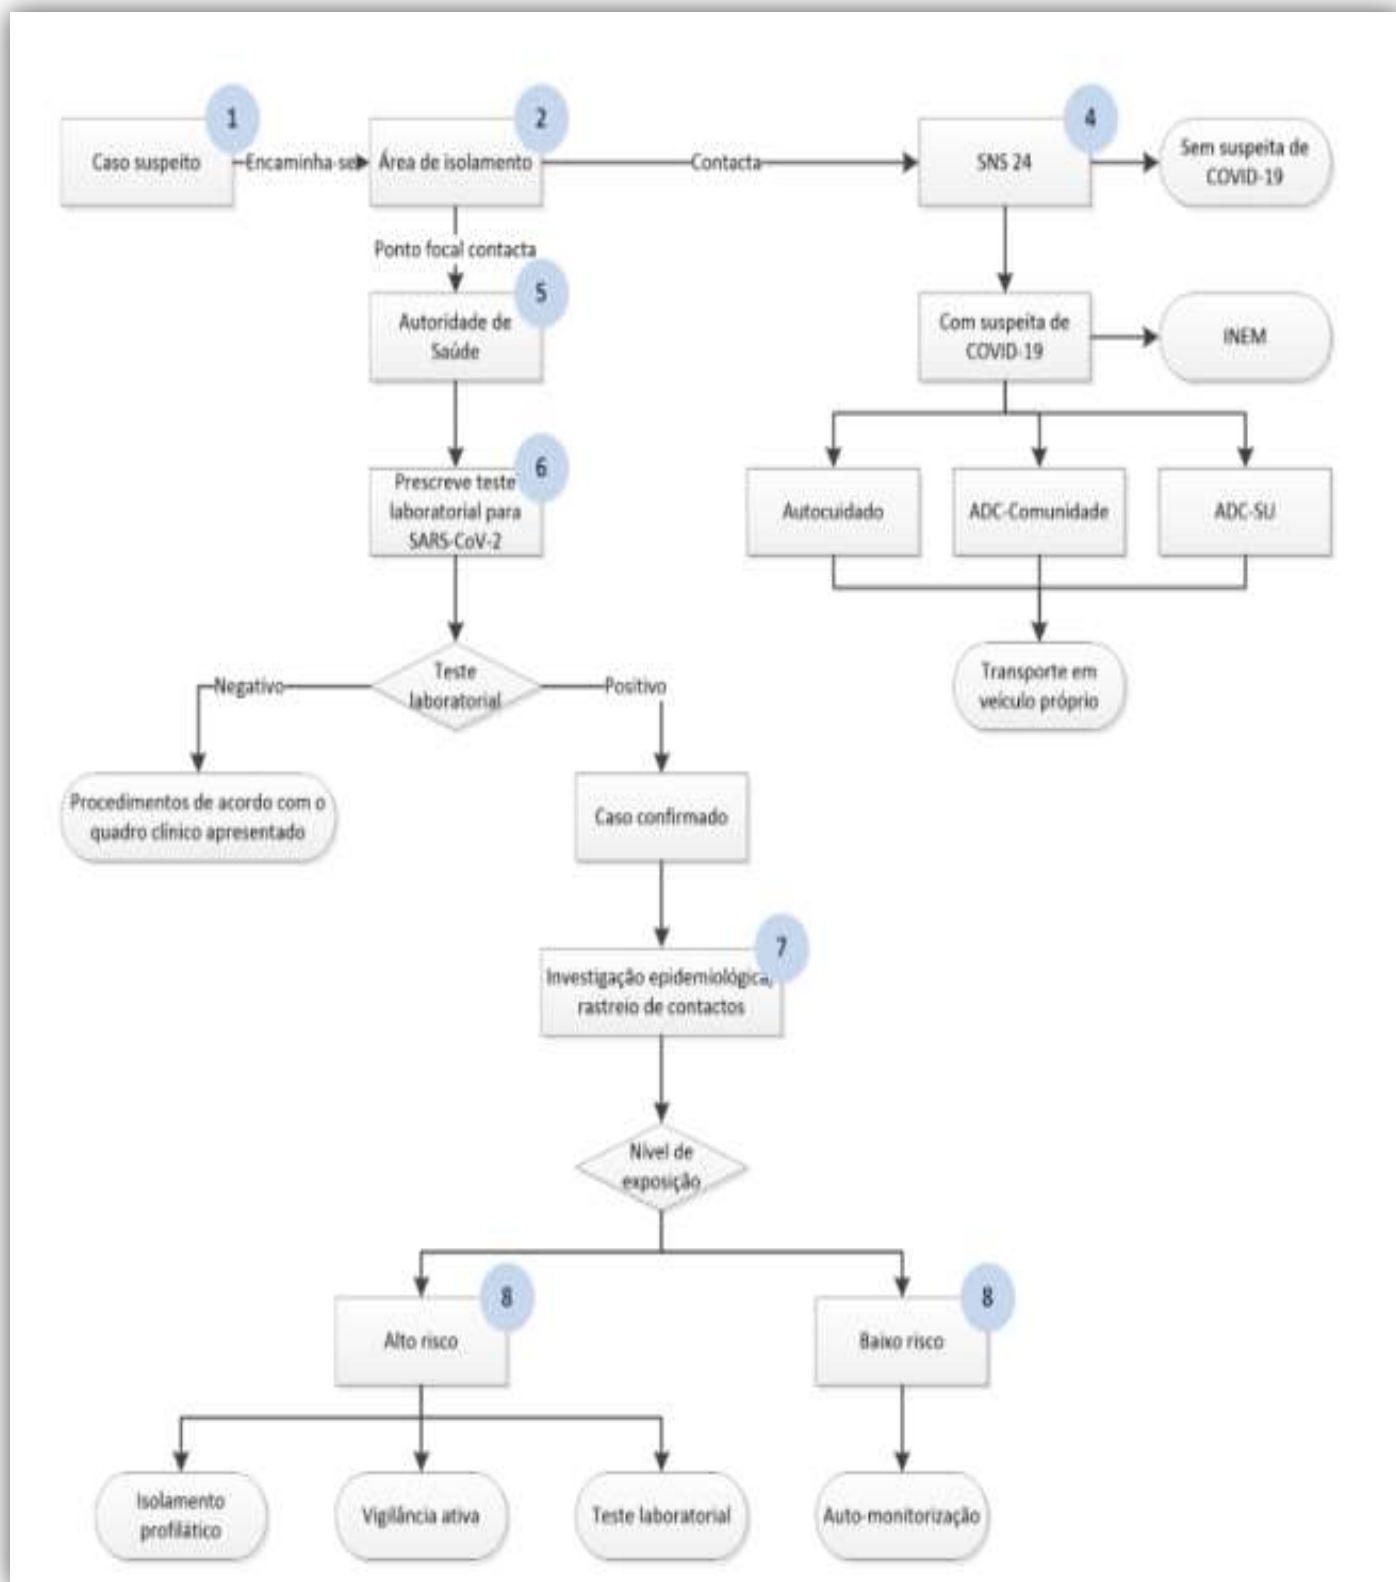 1
2
4
Caso suspeito
Encaminha-se
Área de isolamento
Contacta
SNS 24
Sem suspeita de
COVID-19
Ponto focal contacta
5
Autoridade de
Saúde
Com suspeita de
COVID-19
INEM
6
Prescreve teste
laboratorial para
SARS-CoV-2
Autocuidado
ADC-Comunidade
ADC-SU
Teste
laboratorial
Negativo
Positivo
Transporte em
veículo próprio
Procedimentos de acordo com o
quadro clínico apresentado
Caso confirmado
7
Investigação epidemiológica,
rastreio de contactos
Nível de
exposição
8
8
Alto risco
Baixo risco
Isolamento
profilático
Vigilância ativa
Teste laboratorial
Auto-monitorização